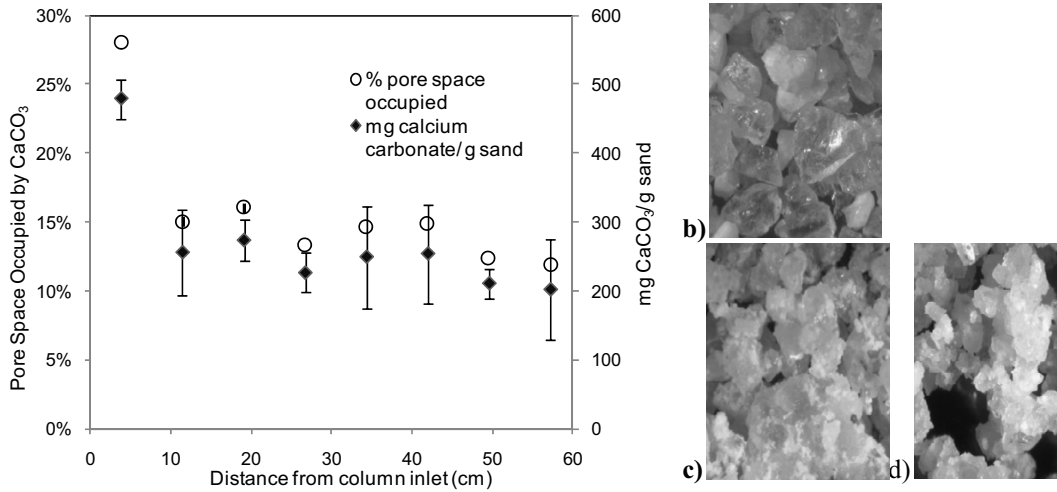 30%
25%
20%
15%
10%
5%
0%
Pore Space Occupied by CaCO3
600
500
400
300
200
100
0
mg CaCO3/g sand
% pore space
occupied
mg calcium
carbonate/g sand
0 10 20 30 40 50 60
Distance from column inlet (cm)
b)
c)
d)